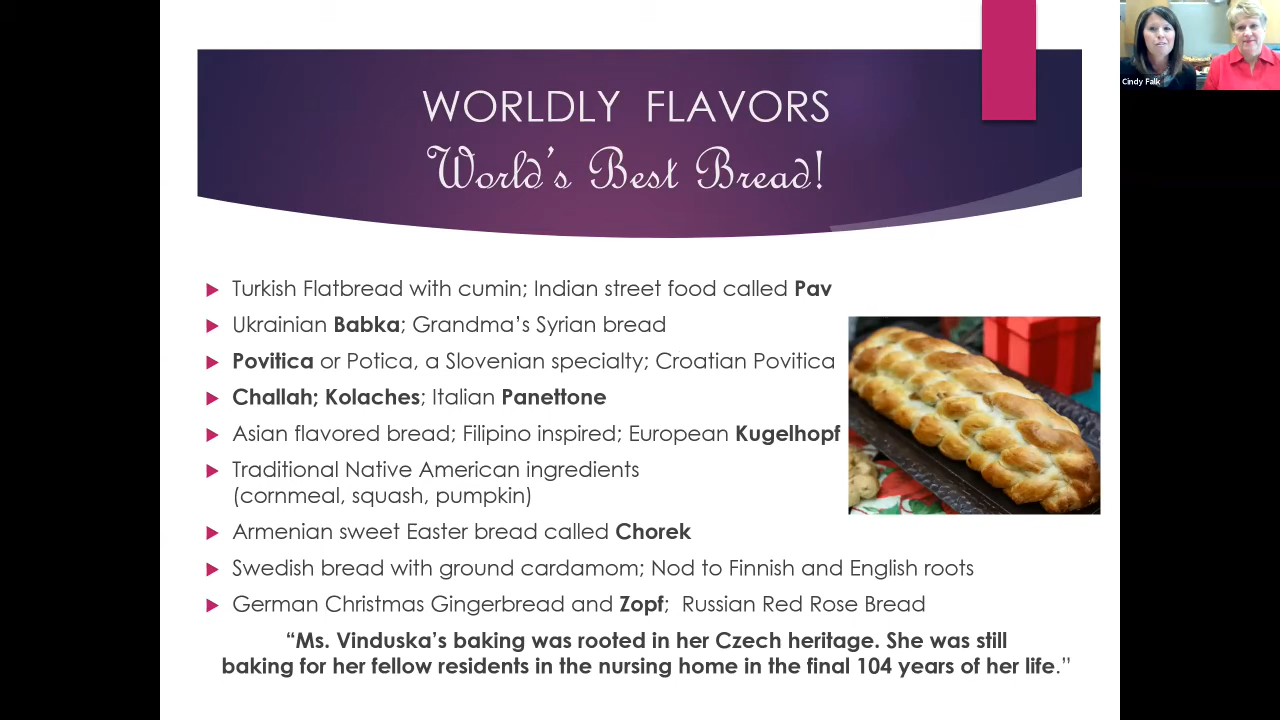 Cindy Falk
WORLDLY FLAVORS
World's Best Bread!
Turkish Flatbread with cumin; Indian street food called Pav
Ukrainian Babka; Grandma's Syrian bread
Povitica or Potica, a Slovenian specialty; Croatian Povitica
Challah; Kolaches; Italian Panettone
Asian flavored bread; Filipino inspired; European Kugelhopf
Traditional Native American ingredients
(cornmeal, squash, pumpkin)
Armenian sweet Easter bread called Chorek
Swedish bread with ground cardamom; Nod to Finnish and English roots
German Christmas Gingerbread and Zopf; Russian Red Rose Bread
“Ms. Vinduska’s baking was rooted in her Czech heritage. She was still
baking for her fellow residents in the nursing home in the final 104 years of her life.”